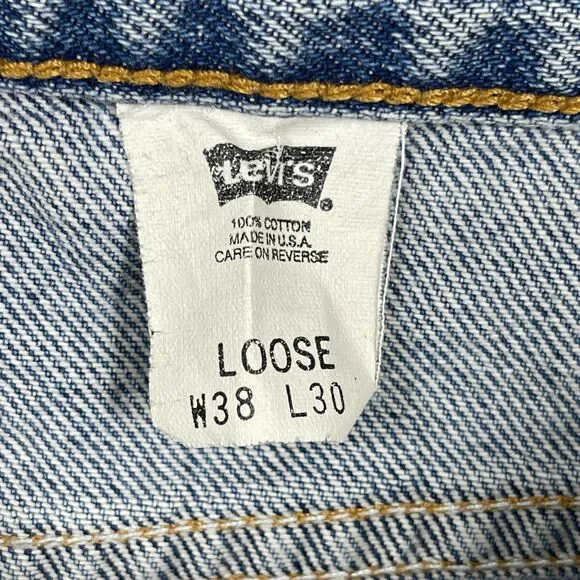 Levi's
®
100% COTTON
MADE IN U.S.A.
CARE ON REVERSE
LOOSE
W38 L30